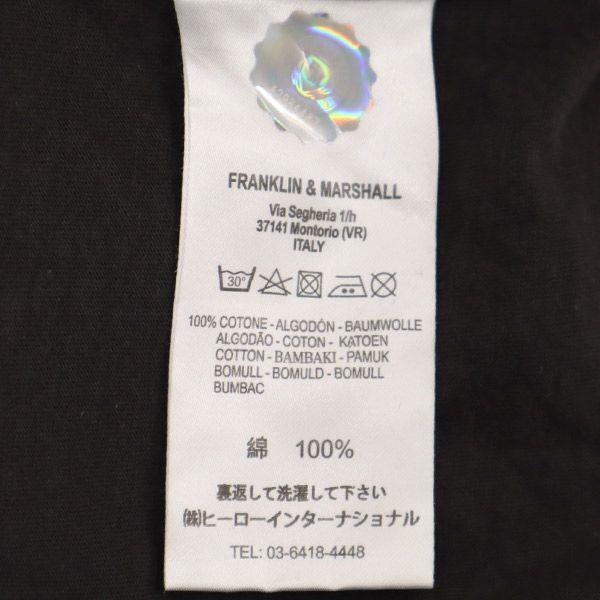 FRANKLIN & MARSHALL
Via Segheria 1/h
37141 Montorio (VR)
ITALY
30°
100% COTONE - ALGODÓN - BAUMWOLLE
ALGODÃO - COTON - KATOEN
COTTON - BAMBAKI - PAMUK
BOMULL - BOMULD - BOMULL
BUMBAC
綿 100%
裏返して洗濯して下さい
㈱ヒーローインターナショナル
TEL: 03-6418-4448